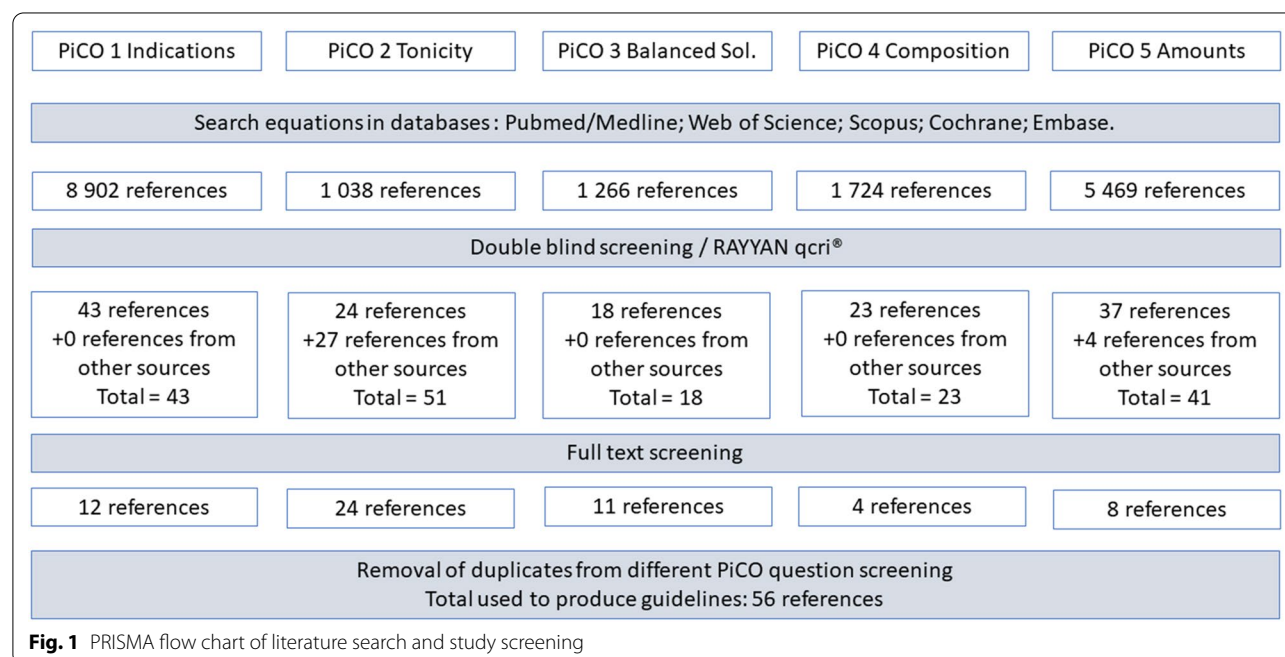 PiCO 1 Indications
PiCO 2 Tonicity
PiCO 3 Balanced Sol.
PiCO 4 Composition
PiCO 5 Amounts
Search equations in databases : Pubmed/Medline; Web of Science; Scopus; Cochrane; Embase.
8 902 references
1 038 references
1 266 references
1 724 references
5 469 references
Double blind screening / RAYYAN qcri®
43 references
+0 references from
other sources
Total = 43
24 references
+27 references from
other sources
Total = 51
18 references
+0 references from
other sources
Total = 18
23 references
+0 references from
other sources
Total = 23
37 references
+4 references from
other sources
Total = 41
Full text screening
12 references
24 references
11 references
4 references
8 references
Removal of duplicates from different PiCO question screening
Total used to produce guidelines: 56 references
Fig. 1 PRISMA flow chart of literature search and study screening